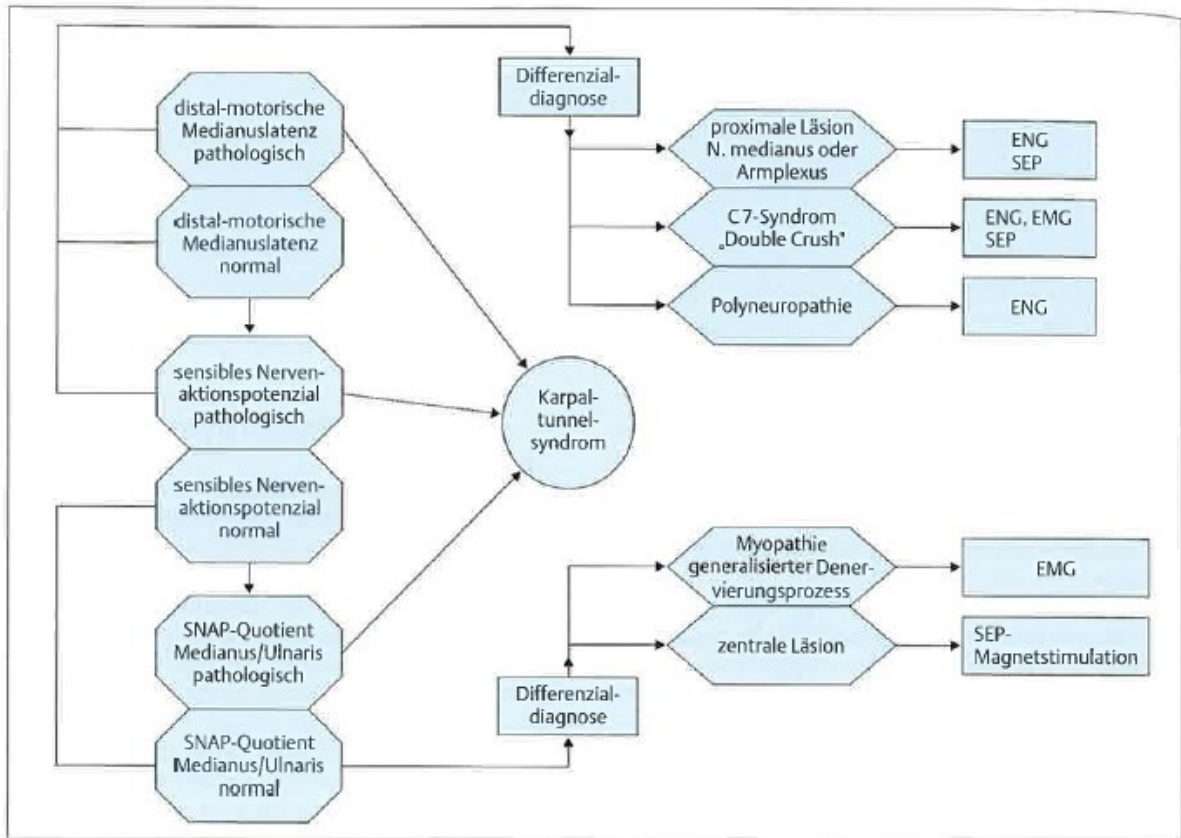 distal-motorische
Medianuslatenz
pathologisch
distal-motorische
Medianuslatenz
normal
sensibles Nerven-
aktionspotenzial
pathologisch
sensibles Nerven-
aktionspotenzial
normal
SNAP-Quotient
Medianus/Ulnaris
pathologisch
SNAP-Quotient
Medianus/Ulnaris
normal
Karpal-
tunnel-
syndrom
Differenzial-
diagnose
proximale Läsion
N. medianus oder
Armplexus
ENG
SEP
C7-Syndrom
„Double Crush"
ENG, EMG
SEP
Polyneuropathie
ENG
Differenzial-
diagnose
Myopathie
generalisierter Dener-
vierungsprozess
EMG
zentrale Läsion
SEP-
Magnetstimulation